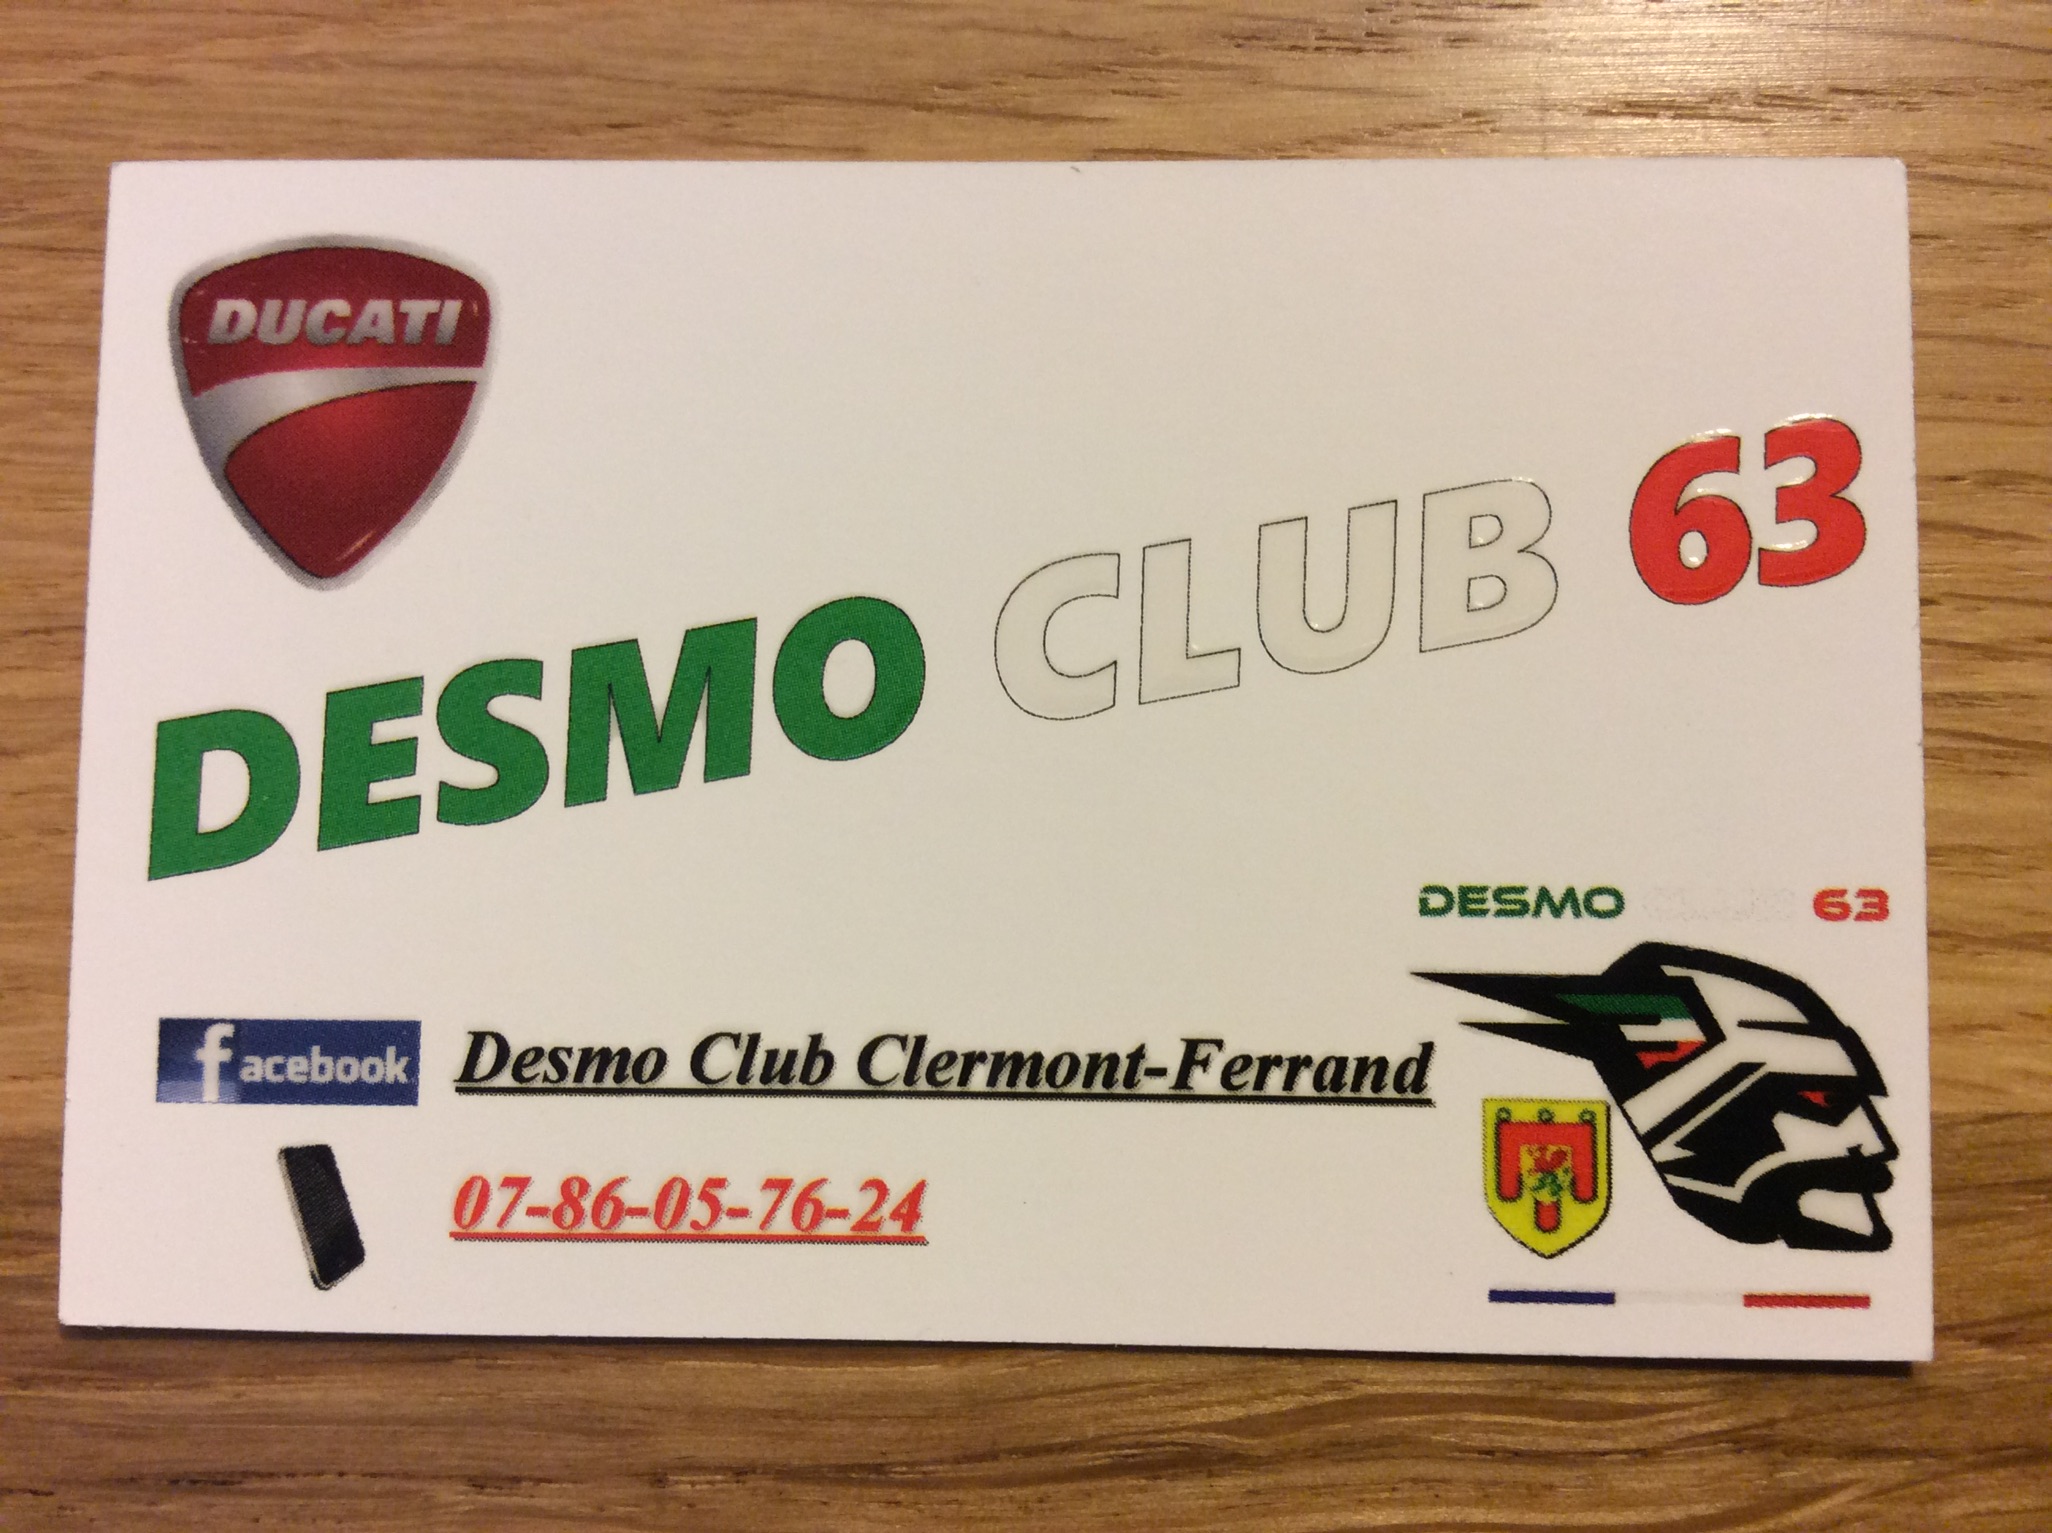 DUCATI
DESMO CLUB 63
DESMO 63
facebook Desmo Club Clermont-Ferrand
07-86-05-76-24